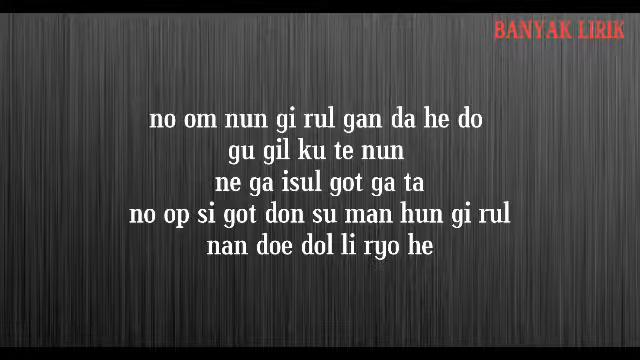 BANYAK LIRIK
no om nun gi rul gan da he do
gu gil ku te nun
ne ga isul got ga ta
no op si got don su man hun gi rul
nan doe dol li ryo he